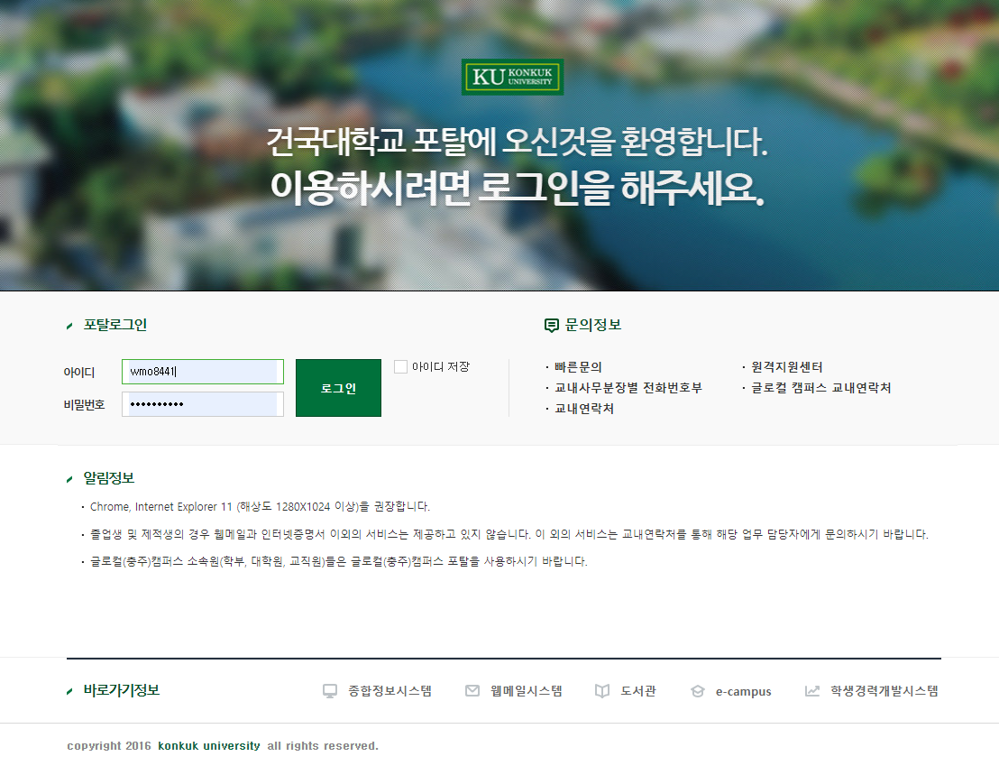 KU KONKUK UNIVERSITY
건국대학교 포탈에 오신것을 환영합니다.
이용하시려면 로그인을 해주세요.
포탈로그인
아이디 wmo8441
비밀번호 ••••••••••
로그인
아이디 저장
문의정보
· 빠른문의
· 원격지원센터
· 교내사무분장별 전화번호부
· 글로컬 캠퍼스 교내연락처
· 교내연락처
알림정보
· Chrome, Internet Explorer 11 (해상도 1280X1024 이상)을 권장합니다.
· 졸업생 및 제적생의 경우 웹메일과 인터넷증명서 이외의 서비스는 제공하고 있지 않습니다. 이 외의 서비스는 교내연락처를 통해 해당 업무 담당자에게 문의하시기 바랍니다.
· 글로컬(충주)캠퍼스 소속원(학부, 대학원, 교직원)들은 글로컬(충주)캠퍼스 포탈을 사용하시기 바랍니다.
바로가기정보
종합정보시스템
웹메일시스템
도서관
e-campus
학생경력개발시스템
copyright 2016 konkuk university all rights reserved.